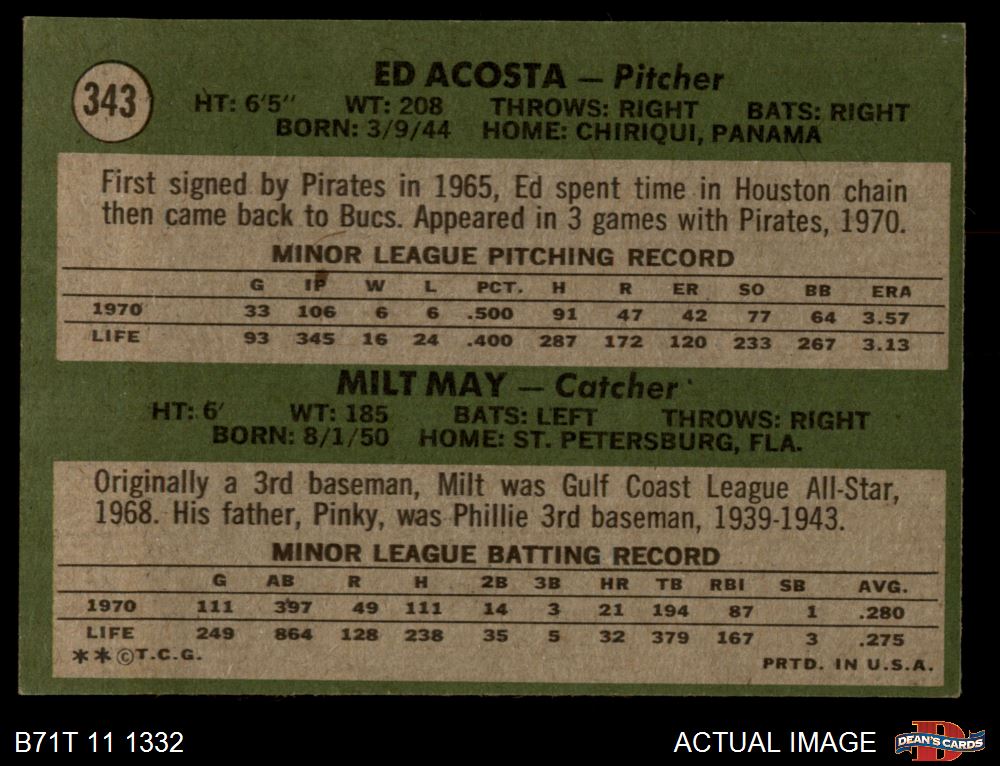 343
ED ACOSTA — Pitcher
HT: 6'5" WT: 208 THROWS: RIGHT BATS: RIGHT
BORN: 3/9/44 HOME: CHIRIQUI, PANAMA
First signed by Pirates in 1965, Ed spent time in Houston chain
then came back to Bucs. Appeared in 3 games with Pirates, 1970.
MINOR LEAGUE PITCHING RECORD
G IP W L PCT. H R ER SO BB ERA
1970 33 106 6 6 .500 91 47 42 77 64 3.57
LIFE 93 345 16 24 .400 287 172 120 233 267 3.13
MILT MAY — Catcher
HT: 6' WT: 185 BATS: LEFT THROWS: RIGHT
BORN: 8/1/50 HOME: ST. PETERSBURG, FLA.
Originally a 3rd baseman, Milt was Gulf Coast League All-Star,
1968. His father, Pinky, was Phillie 3rd baseman, 1939-1943.
MINOR LEAGUE BATTING RECORD
G AB R H 2B 3B HR TB RBI SB AVG.
1970 111 397 49 111 14 3 21 194 87 1 .280
LIFE 249 864 128 238 35 5 32 379 167 3 .275
**©T.C.G. PRTD. IN U.S.A.
B71T 11 1332 ACTUAL IMAGE DEAN'S CARDS